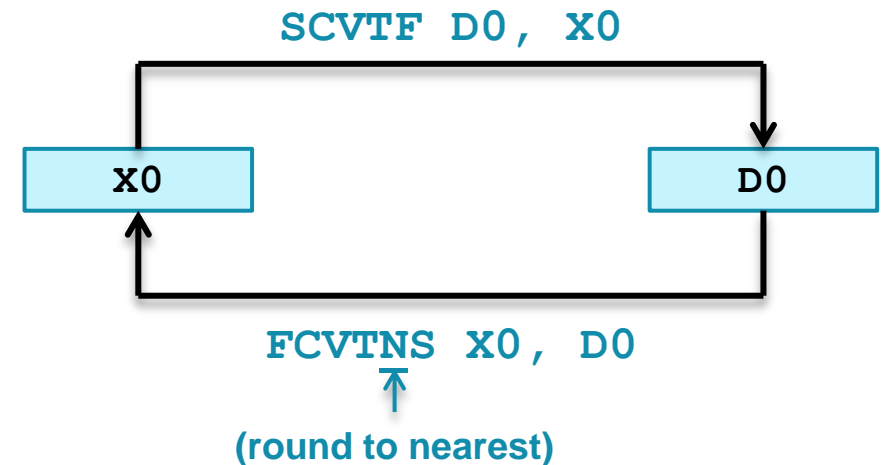 SCVTF D0, X0
X0
D0
FCVTNS X0, D0
(round to nearest)